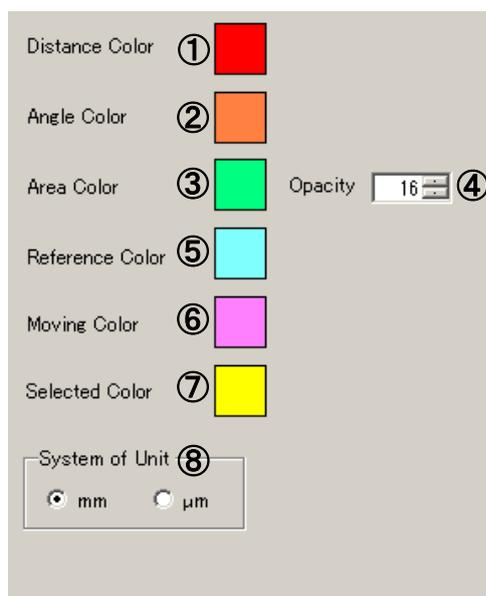 Distance Color ①
Angle Color ②
Area Color ③ Opacity 16 ④
Reference Color ⑤
Moving Color ⑥
Selected Color ⑦
System of Unit ⑧
mm µm